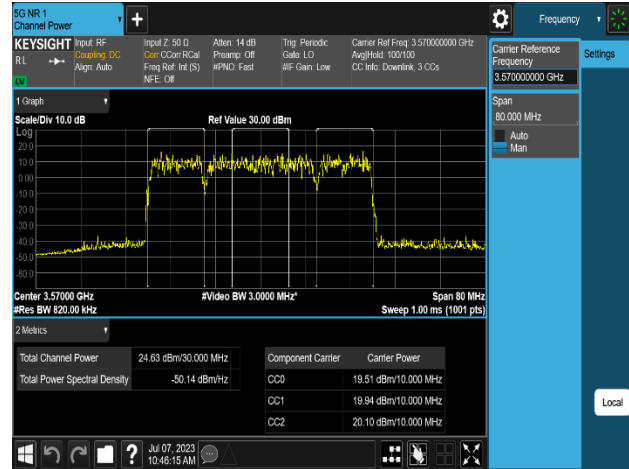 5G NR 1
Channel Power
Frequency
KEYSIGHT
Input: RF
Coupling: DC
Align: Auto
Input Z: 50 Ω
Corr CCorr RCal
Freq Ref: Int (S)
NFE: Off
Atten: 14 dB
Preamp: Off
#PNO: Fast
Trig: Periodic
Gate: LO
#IF Gain: Low
Carrier Ref Freq: 3.570000000 GHz
Avg|Hold: 100/100
CC Info: Downlink, 3 CCs
R L
Carrier Reference
Frequency
3.570000000 GHz
Settings
Span
80.000 MHz
Auto
Man
1 Graph
Scale/Div 10.0 dB
Ref Value 30.00 dBm
Log
20.0
10.0
0.00
-10.0
-20.0
-30.0
-40.0
-50.0
-60.0
Center 3.57000 GHz
#Video BW 3.0000 MHz*
Span 80 MHz
#Res BW 820.00 kHz
Sweep 1.00 ms (1001 pts)
2 Metrics
Total Channel Power 24.63 dBm/30.000 MHz
Total Power Spectral Density -50.14 dBm/Hz
Component Carrier Carrier Power
CC0 19.51 dBm/10.000 MHz
CC1 19.94 dBm/10.000 MHz
CC2 20.10 dBm/10.000 MHz
Local
?
Jul 07, 2023
10:46:15 AM